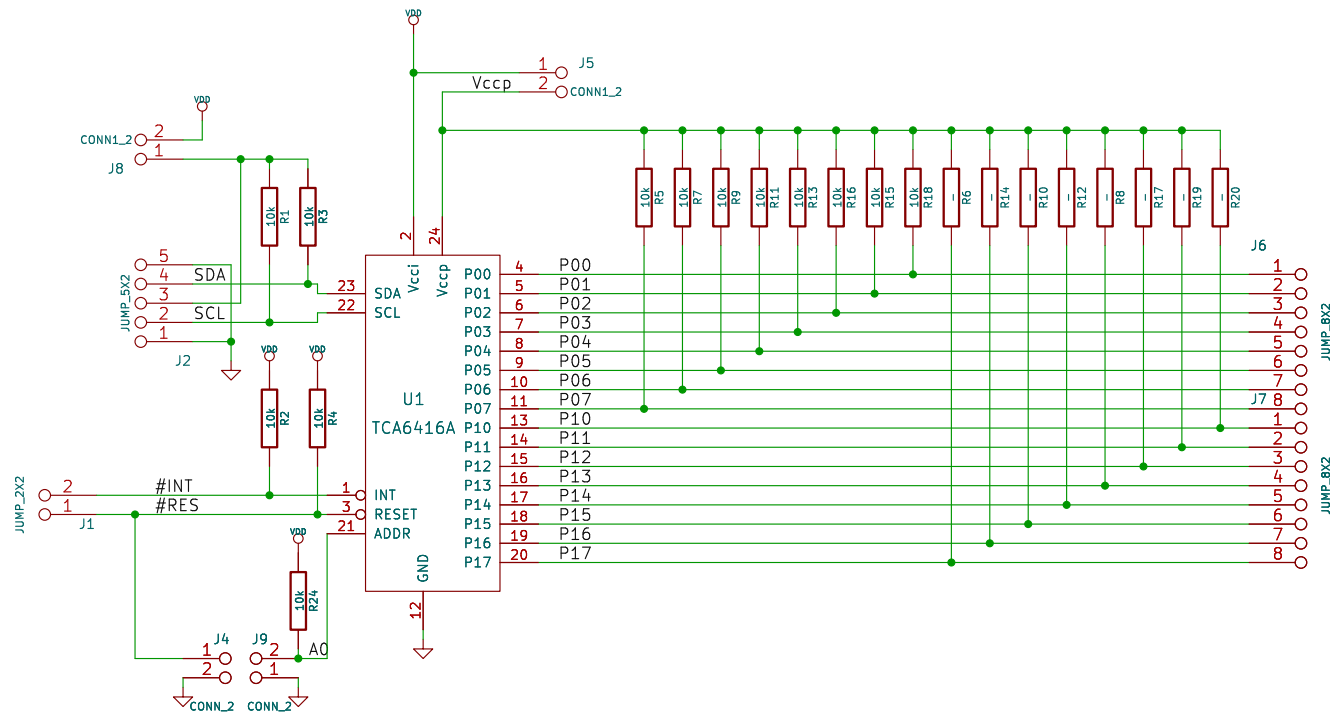 VDD
1 J5
Vccp 2 CONN1_2
VDD
CONN1_2 2
1
J8
10k R1
10k R3
10k R5
10k R7
10k R9
10k R11
10k R13
10k R16
10k R15
10k R18
– R6
– R14
– R10
– R12
– R8
– R17
– R19
– R20
5
4 SDA
3
2 SCL
1
JUMP_5X2
J2
2 Vcci
24 Vccp
23 SDA
22 SCL
U1
TCA6416A
P00 4 P00
P01 5 P01
P02 6 P02
P03 7 P03
P04 8 P04
P05 9 P05
P06 10 P06
P07 11 P07
P10 13 P10
P11 14 P11
P12 15 P12
P13 16 P13
P14 17 P14
P15 18 P15
P16 19 P16
P17 20 P17
J6
1
2
3
4
5
6
7
8
JUMP_8X2
J7
1
2
3
4
5
6
7
8
JUMP_8X2
VDD
VDD
10k R2
10k R4
2 #INT
1 #RES
JUMP_2X2
J1
1 INT
3 RESET
21 ADDR
GND
12
VDD
10k R24
J4
1
2
CONN_2
J9
2 A0
1
CONN_2